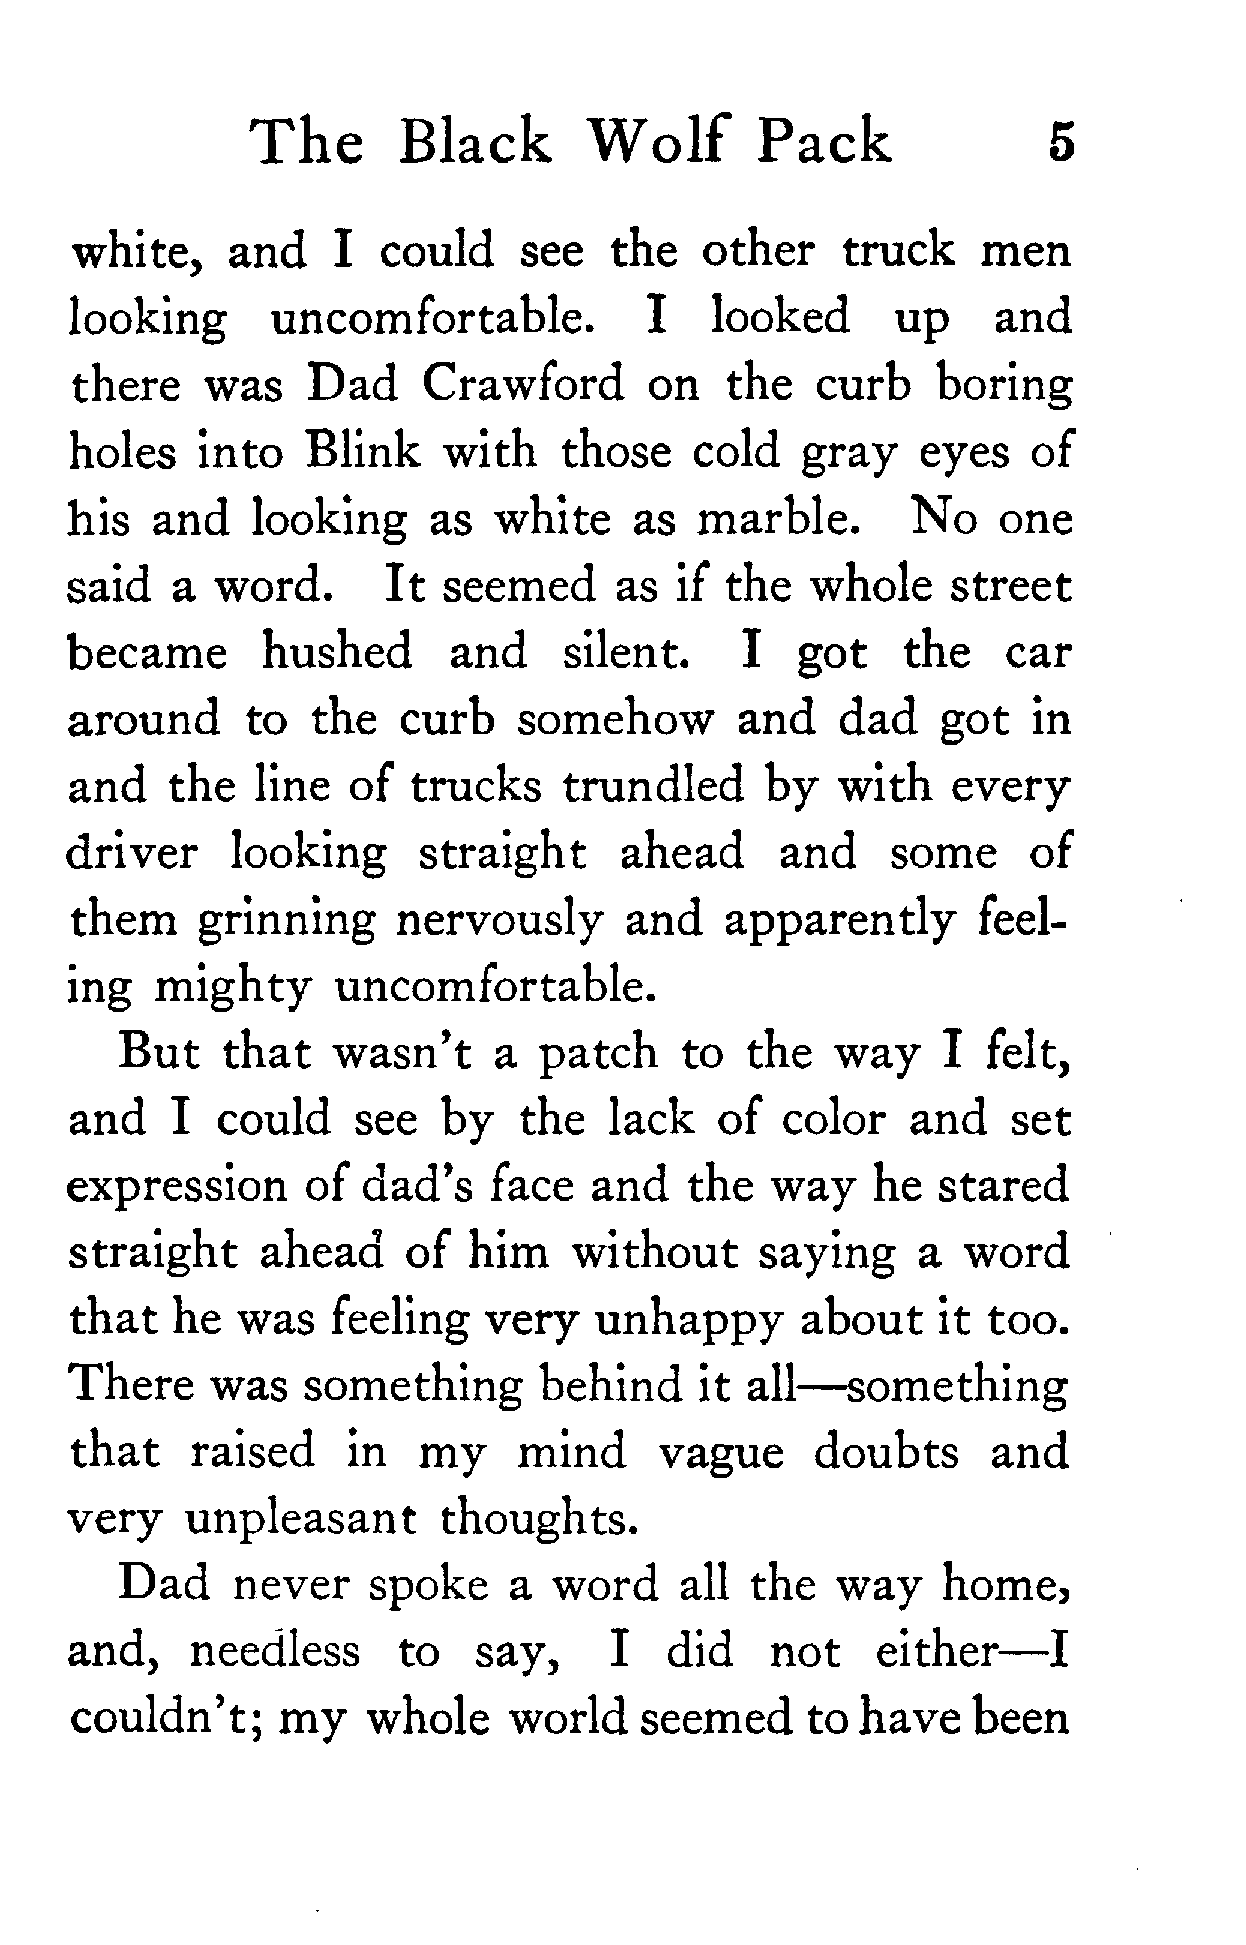 The Black Wolf Pack 5
white, and I could see the other truck men
looking uncomfortable. I looked up and
there was Dad Crawford on the curb boring
holes into Blink with those cold gray eyes of
his and looking as white as marble. No one
said a word. It seemed as if the whole street
became hushed and silent. I got the car
around to the curb somehow and dad got in
and the line of trucks trundled by with every
driver looking straight ahead and some of
them grinning nervously and apparently feel-
ing mighty uncomfortable.
But that wasn't a patch to the way I felt,
and I could see by the lack of color and set
expression of dad's face and the way he stared
straight ahead of him without saying a word
that he was feeling very unhappy about it too.
There was something behind it all—something
that raised in my mind vague doubts and
very unpleasant thoughts.
Dad never spoke a word all the way home,
and, needless to say, I did not either—I
couldn't; my whole world seemed to have been